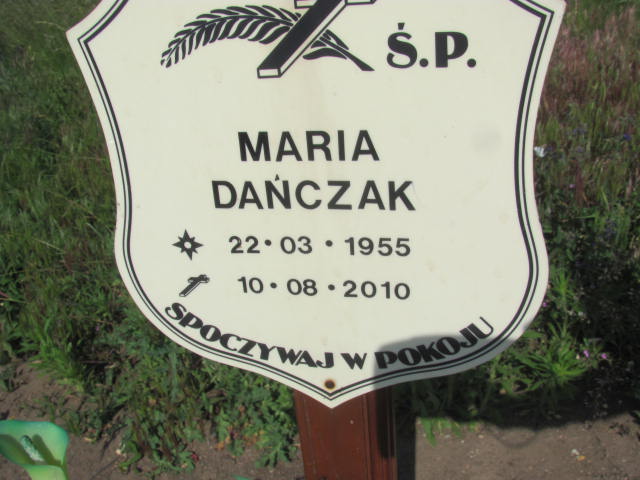 Ś.P.
MARIA
DAŃCZAK
22·03·1955
10·08·2010
SPOCZYWAJ W POKOJU